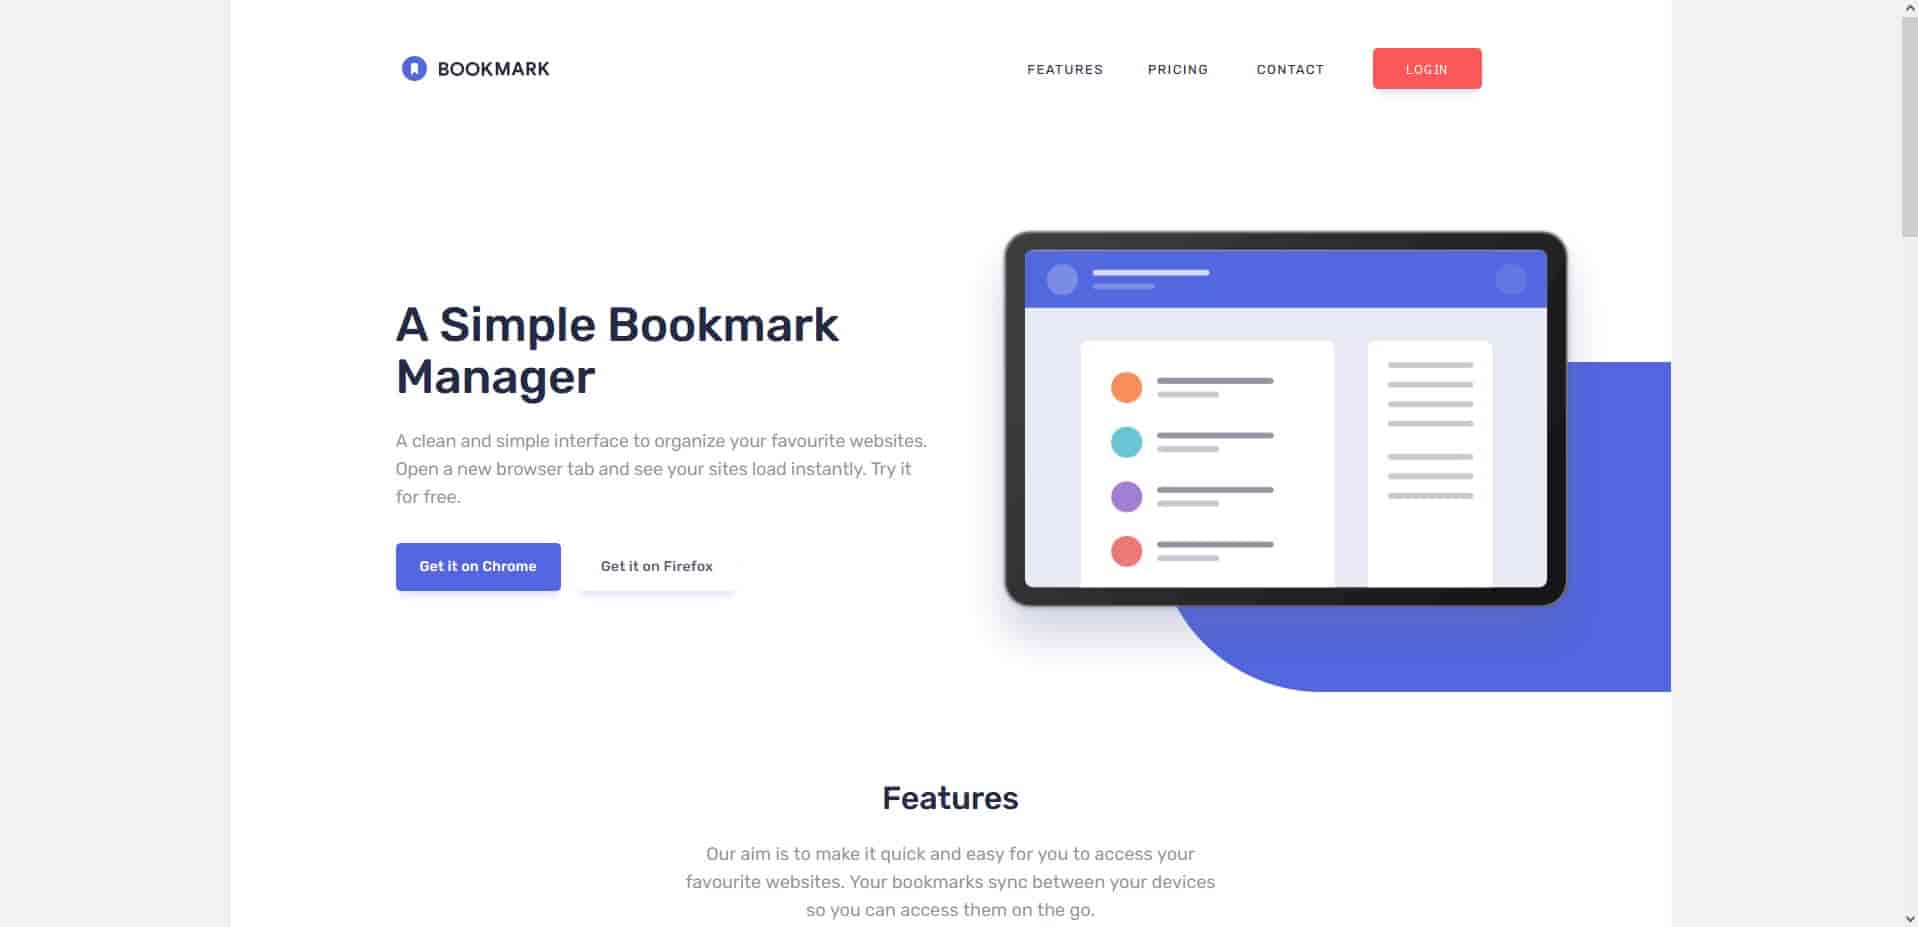 BOOKMARK
FEATURES
PRICING
CONTACT
LOGIN
A Simple Bookmark
Manager
A clean and simple interface to organize your favourite websites.
Open a new browser tab and see your sites load instantly. Try it
for free.
Get it on Chrome
Get it on Firefox
Features
Our aim is to make it quick and easy for you to access your
favourite websites. Your bookmarks sync between your devices
so you can access them on the go.